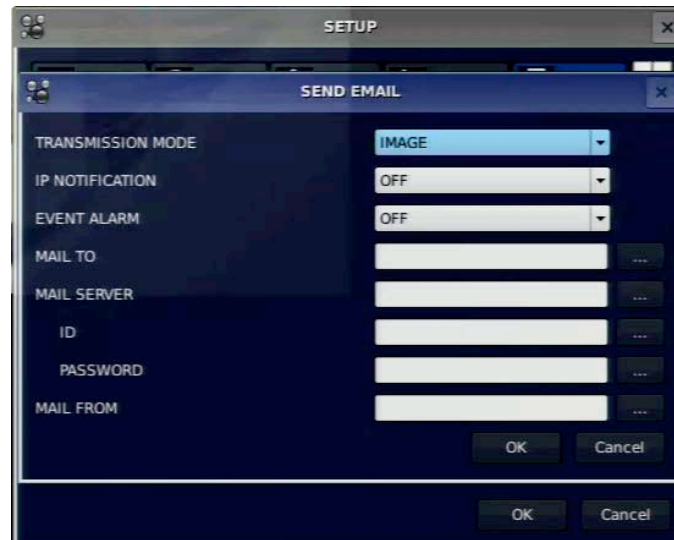 SETUP
SEND EMAIL
TRANSMISSION MODE
IMAGE
IP NOTIFICATION
OFF
EVENT ALARM
OFF
MAIL TO
...
MAIL SERVER
...
ID
...
PASSWORD
...
MAIL FROM
...
OK Cancel
OK Cancel